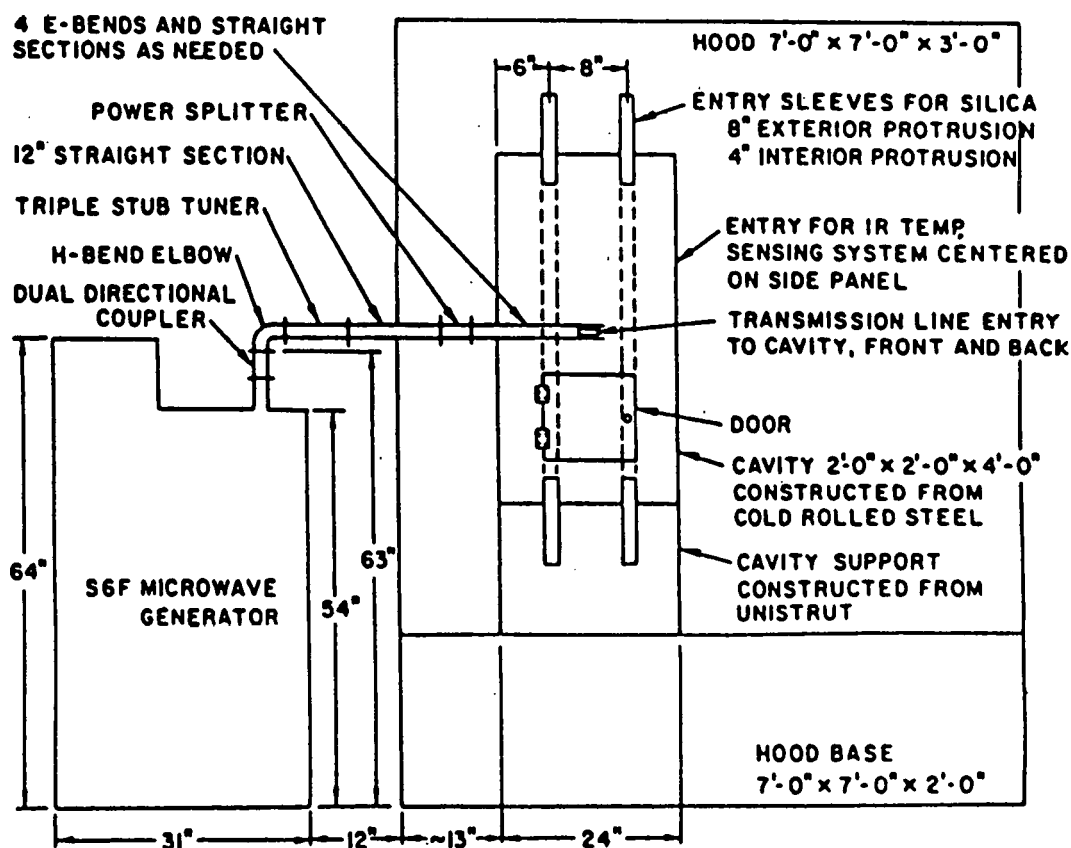 4 E-BENDS AND STRAIGHT
SECTIONS AS NEEDED
POWER SPLITTER
12" STRAIGHT SECTION
TRIPLE STUB TUNER
H-BEND ELBOW
DUAL DIRECTIONAL
COUPLER
HOOD 7'-0" x 7'-0" x 3'-0"
6"
8"
ENTRY SLEEVES FOR SILICA
8" EXTERIOR PROTRUSION
4" INTERIOR PROTRUSION
ENTRY FOR IR TEMP.
SENSING SYSTEM CENTERED
ON SIDE PANEL
TRANSMISSION LINE ENTRY
TO CAVITY, FRONT AND BACK
DOOR
CAVITY 2'-0" x 2'-0" x 4'-0"
CONSTRUCTED FROM
COLD ROLLED STEEL
CAVITY SUPPORT
CONSTRUCTED FROM
UNISTRUT
64"
S6F MICROWAVE
GENERATOR
54"
63"
HOOD BASE
7'-0" x 7'-0" x 2'-0"
31"
12"
~13"
24"